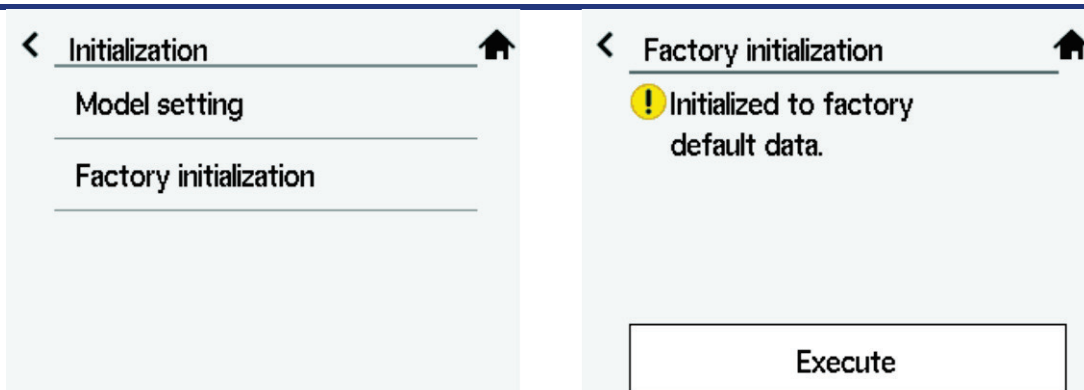 Initialization
Model setting
Factory initialization
Factory initialization
Initialized to factory
default data.
Execute